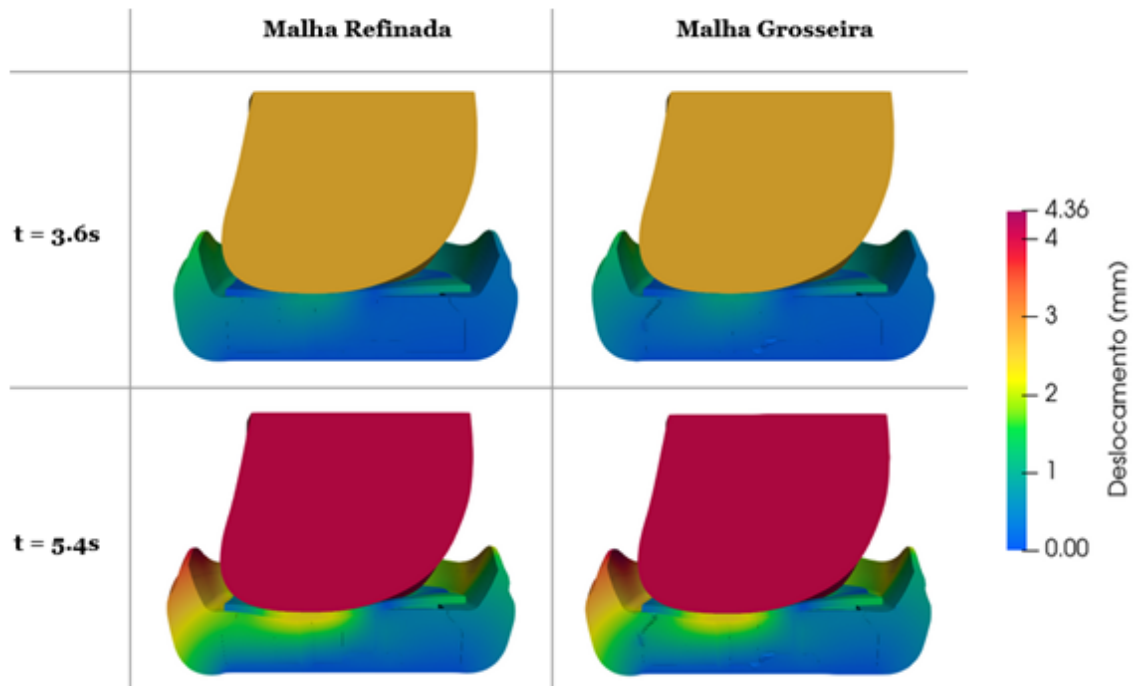 Malha Refinada
Malha Grosseira
t = 3.6s
t = 5.4s
4.36
4
3
2
1
0.00
Deslocamento (mm)